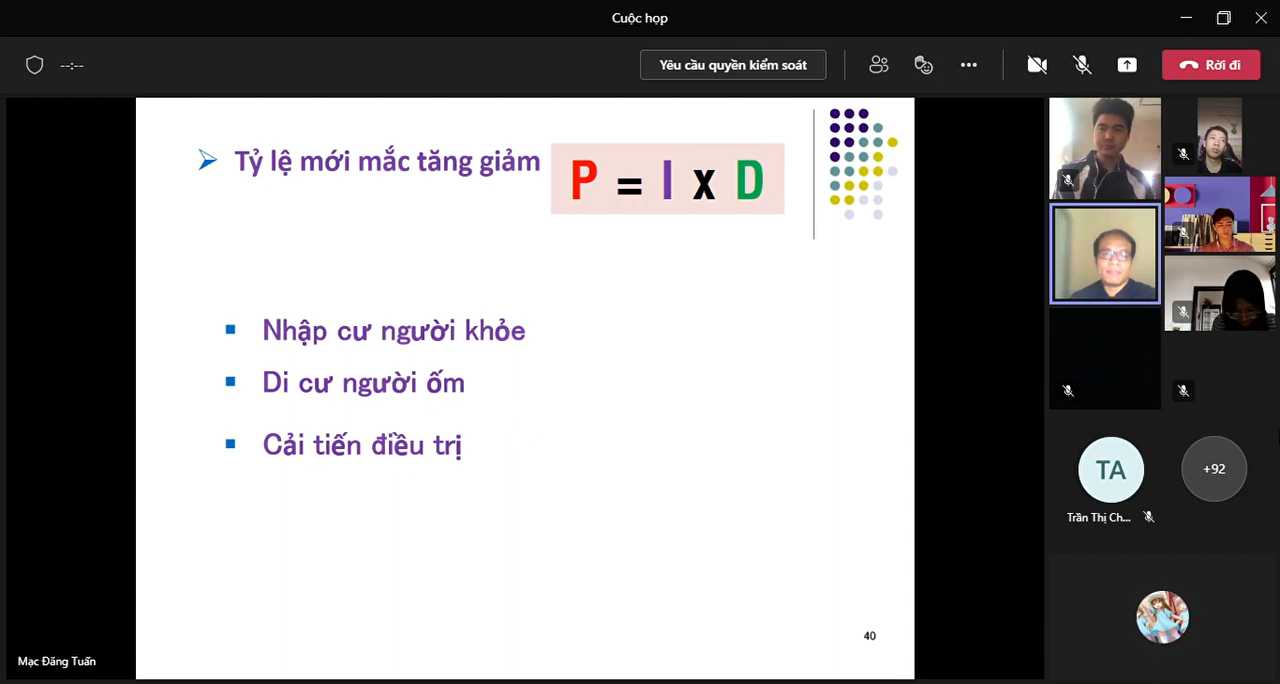 Cuộc họp
--:--
Yêu cầu quyền kiểm soát
Rời đi
Tỷ lệ mới mắc tăng giảm
P = I x D
Nhập cư người khỏe
Di cư người ốm
Cải tiến điều trị
40
Mạc Đăng Tuấn
TA
+92
Trần Thị Ch...